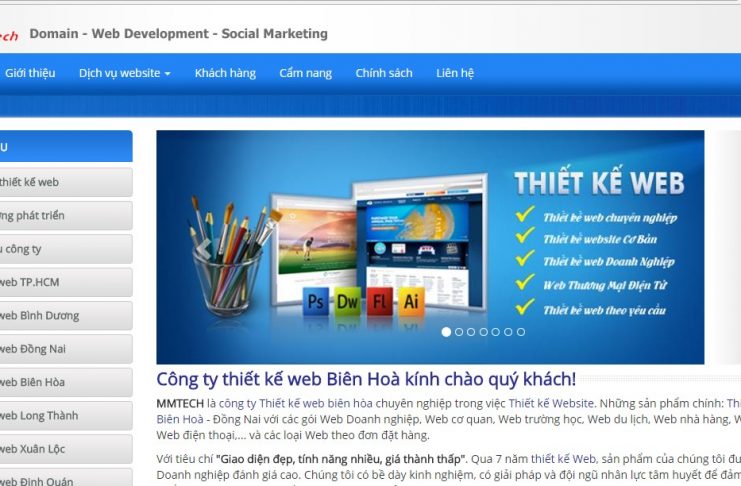 ech Domain - Web Development - Social Marketing
Giới thiệu Dịch vụ website Khách hàng Cẩm nang Chính sách Liên hệ
U
thiết kế web
ng phát triển
u công ty
web TP.HCM
web Bình Dương
web Đồng Nai
web Biên Hòa
web Long Thành
web Xuân Lộc
web Định Quán
THIẾT KẾ WEB
Thiết kế web chuyên nghiệp
Thiết kế website Cơ Bản
Thiết kế web Doanh Nghiệp
Web Thương Mại Điện Tử
Thiết kế web theo yêu cầu
Ps Dw Fl Ai
Công ty thiết kế web Biên Hoà kính chào quý khách!
MMTECH là công ty Thiết kế web biên hòa chuyên nghiệp trong việc Thiết kế Website. Những sản phẩm chính: Th
Biên Hoà - Đồng Nai với các gói Web Doanh nghiệp, Web cơ quan, Web trường học, Web du lịch, Web nhà hàng, W
Web điện thoại,... và các loại Web theo đơn đặt hàng.
Với tiêu chí "Giao diện đẹp, tính năng nhiều, giá thành thấp". Qua 7 năm thiết kế Web, sản phẩm của chúng tôi đư
Doanh nghiệp đánh giá cao. Chúng tôi có bề dày kinh nghiệm, có giải pháp và đội ngũ nhân lực tâm huyết để đảm